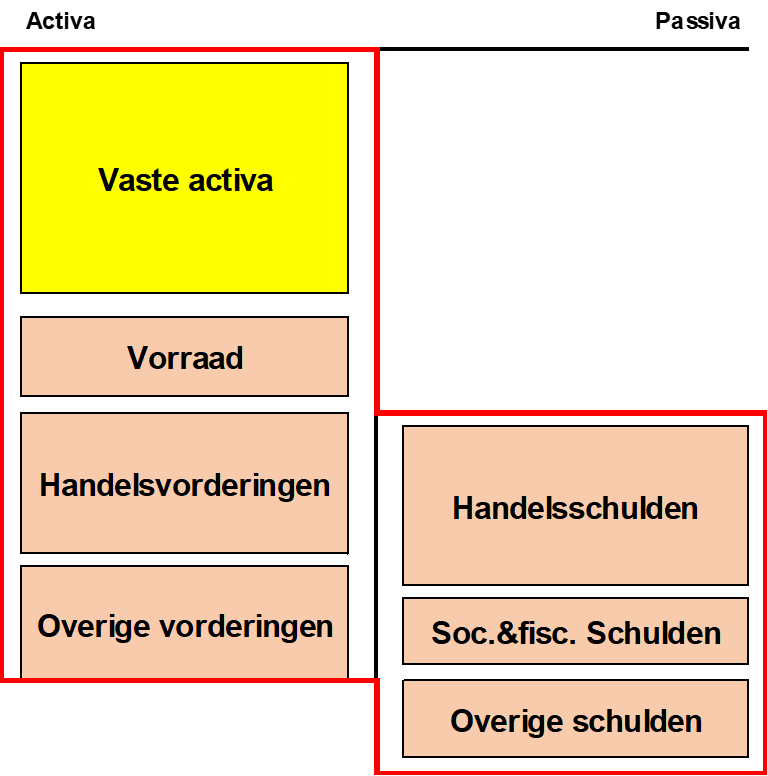 Activa
Passiva
Vaste activa
Vorraad
Handelsvorderingen
Overige vorderingen
Handelsschulden
Soc.&fisc. Schulden
Overige schulden